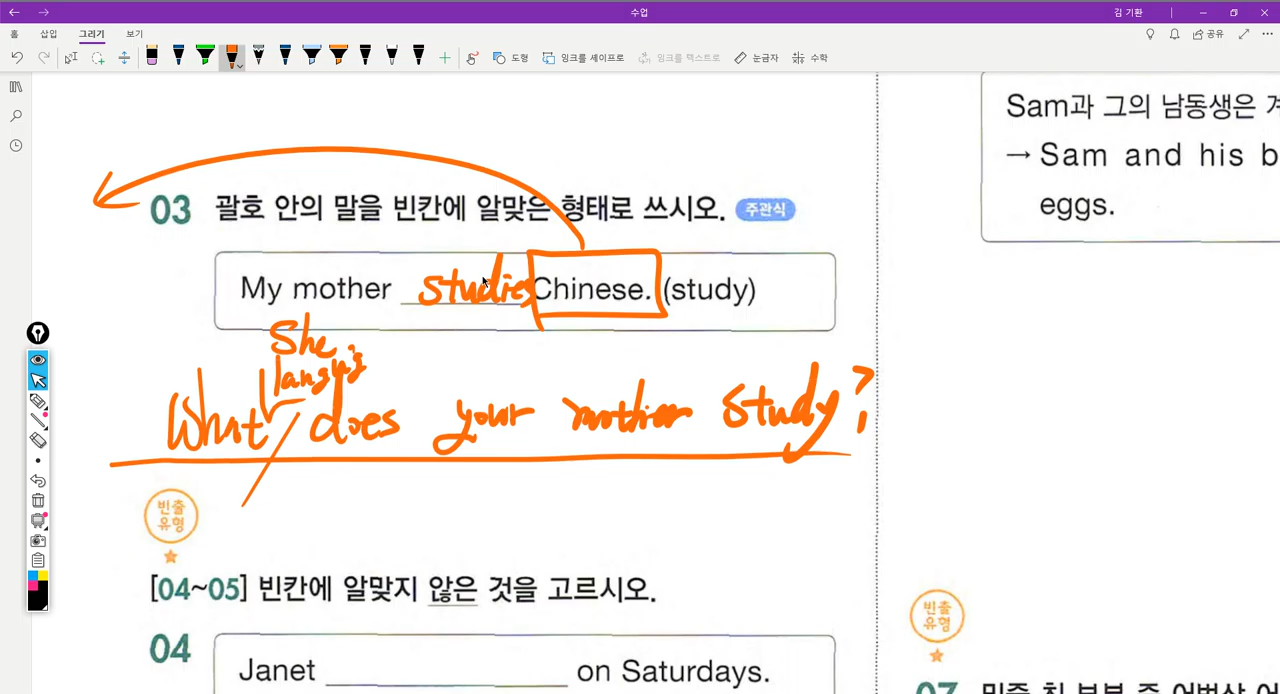 수업
김 기환
홈 삽입 그리기 보기
공유
도형 잉크를 셰이프로 잉크를 텍스트로 눈금자 수학
03 괄호 안의 말을 빈칸에 알맞은 형태로 쓰시오. 주관식
My mother studies Chinese. (study)
She
What does your mother study?
빈출
유형
[04~05] 빈칸에 알맞지 않은 것을 고르시오.
04
Janet ______ on Saturdays.
Sam과 그의 남동생은 계
→ Sam and his b
eggs.
빈출
유형
07